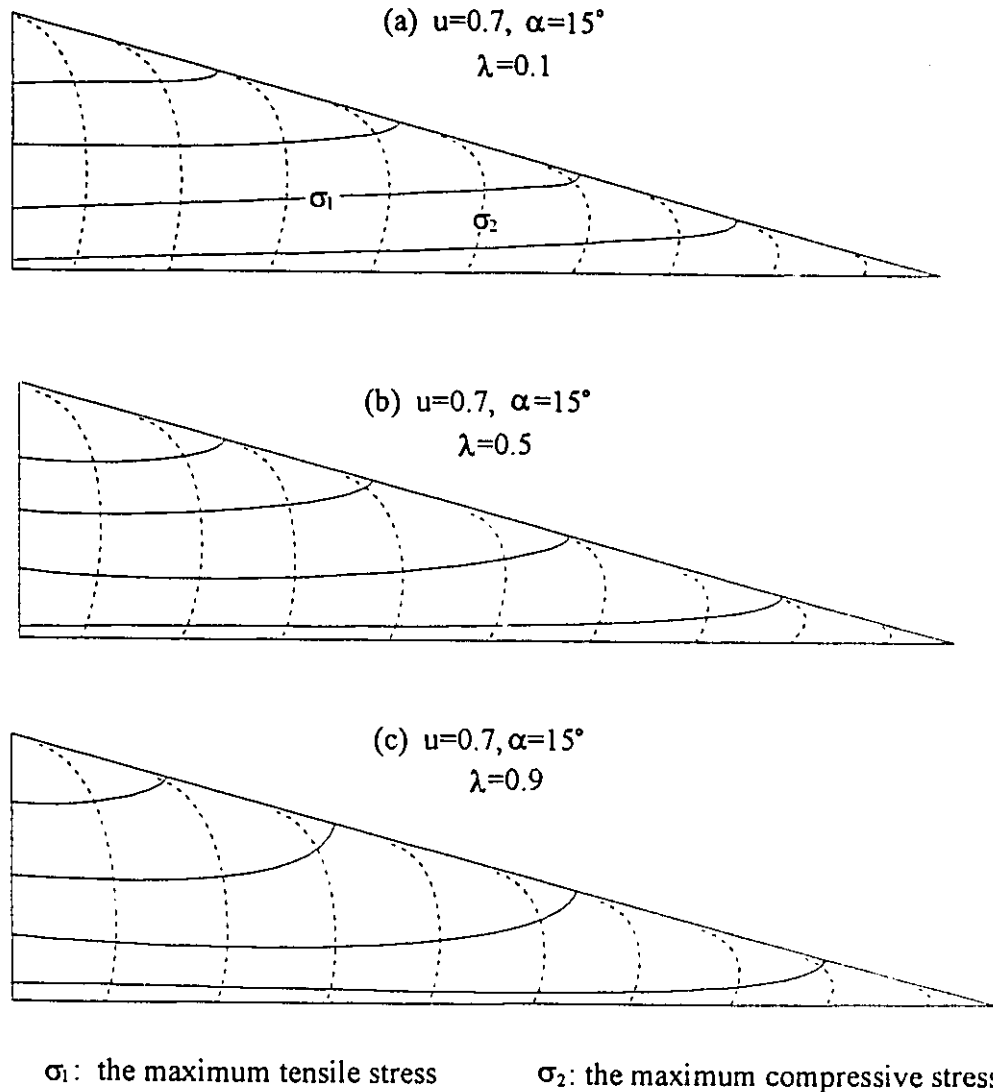 (a) u=0.7, α=15°
λ=0.1
σ₁
σ₂
(b) u=0.7, α=15°
λ=0.5
(c) u=0.7, α=15°
λ=0.9
σ₁: the maximum tensile stress
σ₂: the maximum compressive stress